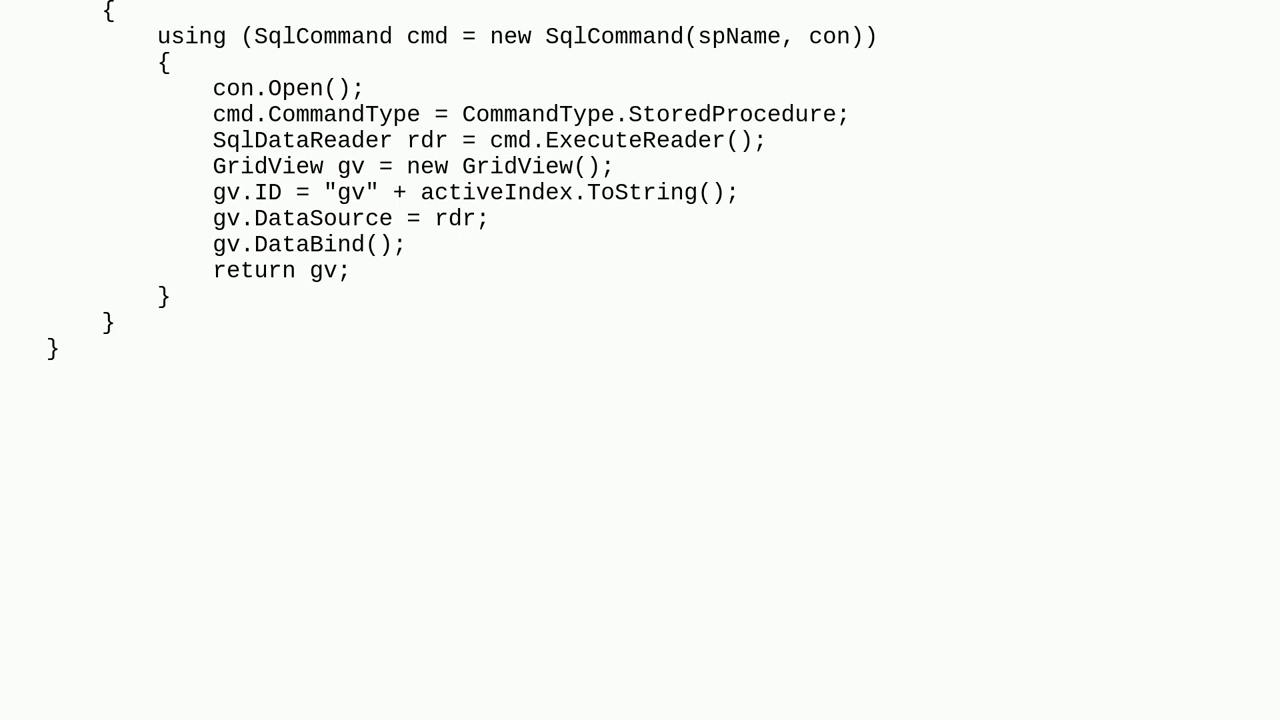 {
using (SqlCommand cmd = new SqlCommand(spName, con))
{
con.Open();
cmd.CommandType = CommandType.StoredProcedure;
SqlDataReader rdr = cmd.ExecuteReader();
GridView gv = new GridView();
gv.ID = "gv" + activeIndex.ToString();
gv.DataSource = rdr;
gv.DataBind();
return gv;
}
}
}